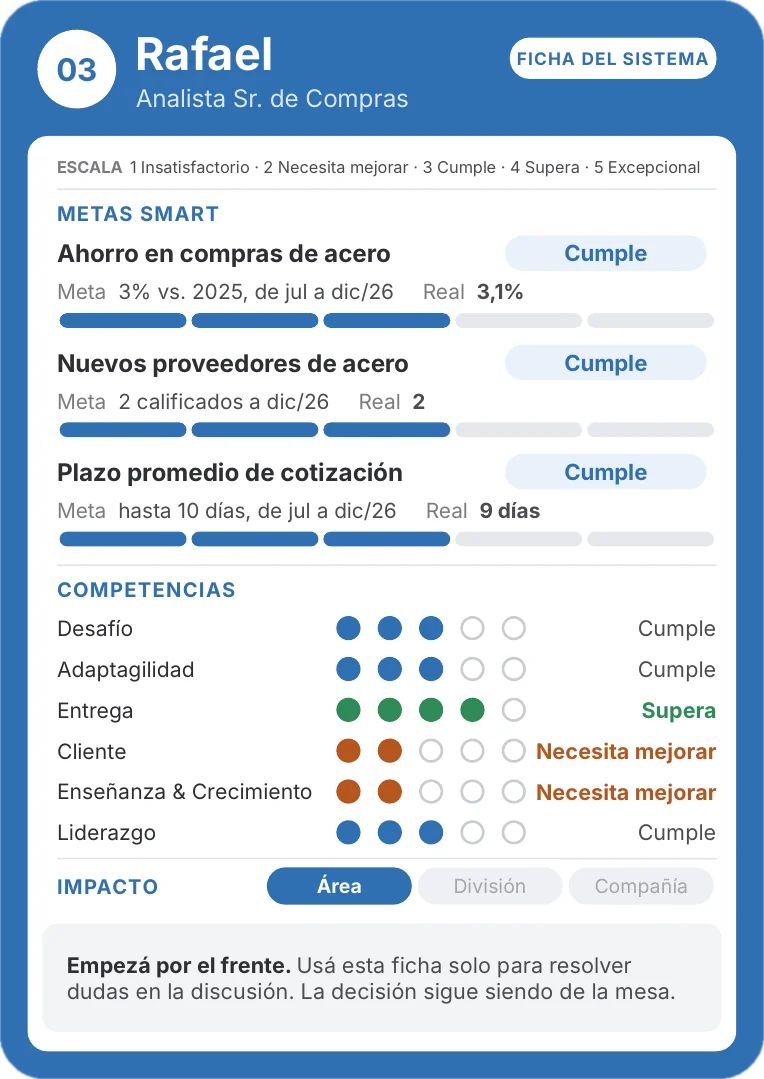 03
Rafael
Analista Sr. de Compras
FICHA DEL SISTEMA
ESCALA 1 Insatisfactorio · 2 Necesita mejorar · 3 Cumple · 4 Supera · 5 Excepcional
METAS SMART
Ahorro en compras de acero Cumple
Meta 3% vs. 2025, de jul a dic/26 Real 3,1%
Nuevos proveedores de acero Cumple
Meta 2 calificados a dic/26 Real 2
Plazo promedio de cotización Cumple
Meta hasta 10 días, de jul a dic/26 Real 9 días
COMPETENCIAS
Desafío Cumple
Adaptagilidad Cumple
Entrega Supera
Cliente Necesita mejorar
Enseñanza & Crecimiento Necesita mejorar
Liderazgo Cumple
IMPACTO Área División Compañía
Empezá por el frente. Usá esta ficha solo para resolver
dudas en la discusión. La decisión sigue siendo de la mesa.